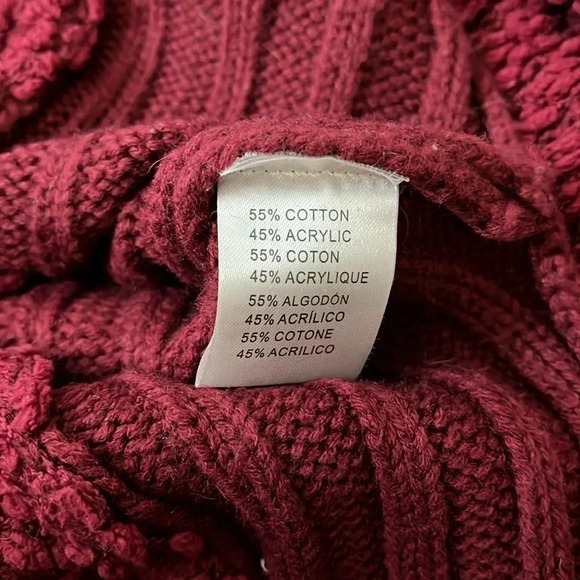 55% COTTON
45% ACRYLIC
55% COTON
45% ACRYLIQUE
55% ALGODÓN
45% ACRÍLICO
55% COTONE
45% ACRILICO